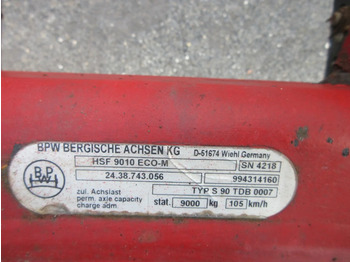 BPW BERGISCHE ACHSEN KG D-51674 Wiehl Germany
HSF 9010 ECO-M SN 4218
BPW
24.38.743.056 994314160
zul. Achslast TYP S 90 TDB 0007
perm. axle capacity
charge adm stat. 9000 kg 105 km/h